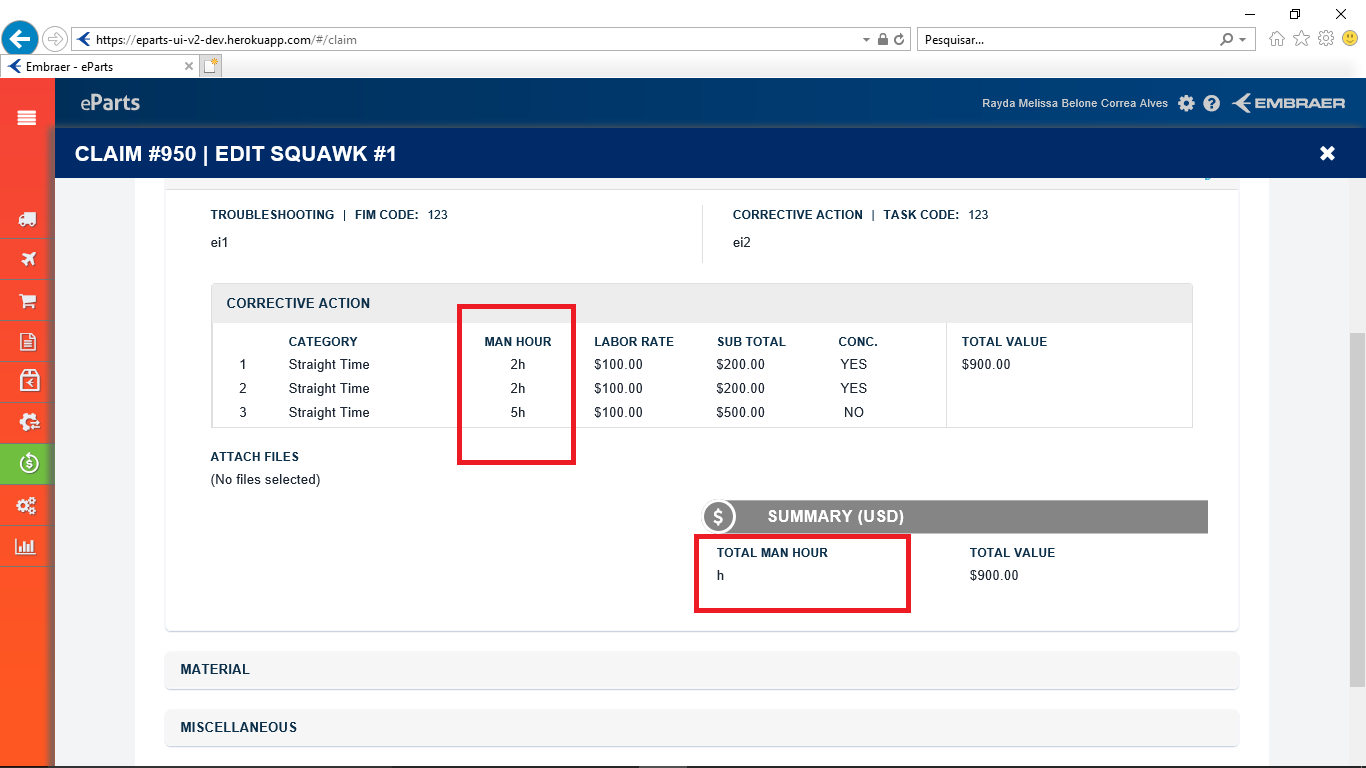 https://eparts-ui-v2-dev.herokuapp.com/#/claim
Pesquisar...
Embraer - eParts
eParts
Rayda Melissa Belone Correa Alves
EMBRAER
CLAIM #950 | EDIT SQUAWK #1
TROUBLESHOOTING | FIM CODE: 123
CORRECTIVE ACTION | TASK CODE: 123
ei1
ei2
CORRECTIVE ACTION
CATEGORY MAN HOUR LABOR RATE SUB TOTAL CONC. TOTAL VALUE
1 Straight Time 2h $100.00 $200.00 YES $900.00
2 Straight Time 2h $100.00 $200.00 YES
3 Straight Time 5h $100.00 $500.00 NO
ATTACH FILES
(No files selected)
$ SUMMARY (USD)
TOTAL MAN HOUR TOTAL VALUE
h $900.00
MATERIAL
MISCELLANEOUS